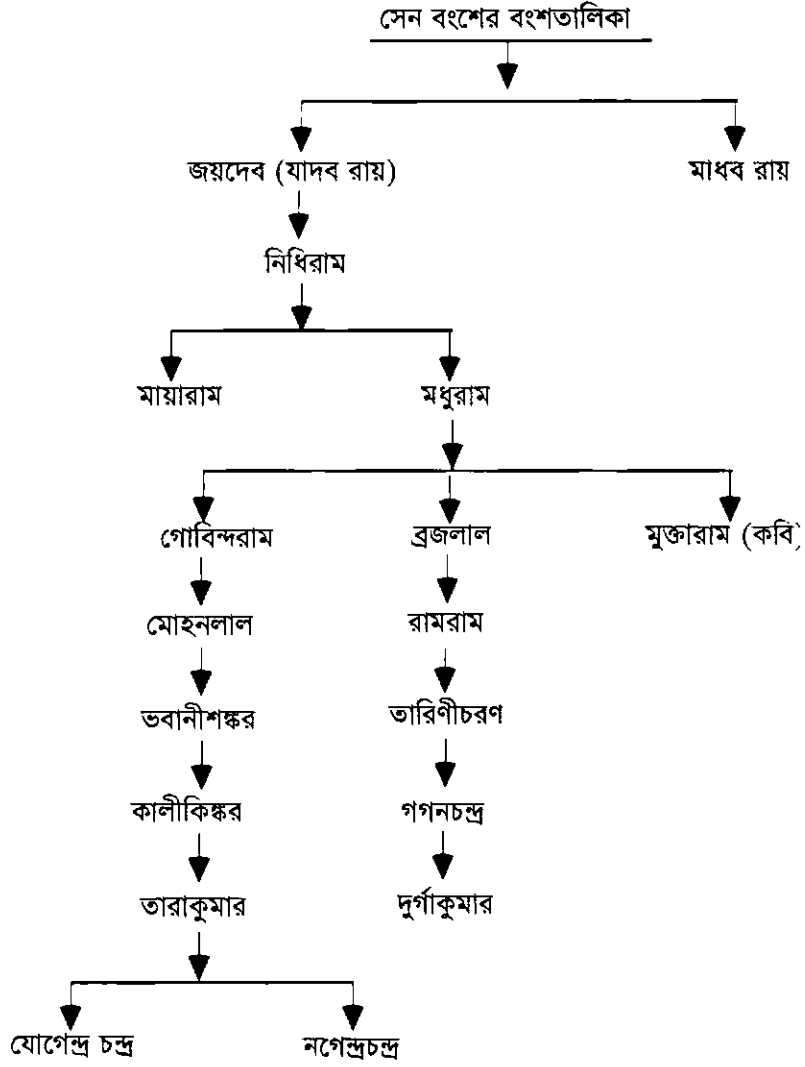 সেন বংশের বংশতালিকা
জয়দেব (যাদব রায়) মাধব রায়
নিধিরাম
মায়ারাম মধুরাম
গোবিন্দরাম ব্রজলাল মুক্তারাম (কবি)
মোহনলাল রামরাম
ভবানীশঙ্কর তারিণীচরণ
কালীকিঙ্কর গগনচন্দ্র
তারাকুমার দুর্গাকুমার
যোগেন্দ্র চন্দ্র নগেন্দ্রচন্দ্র